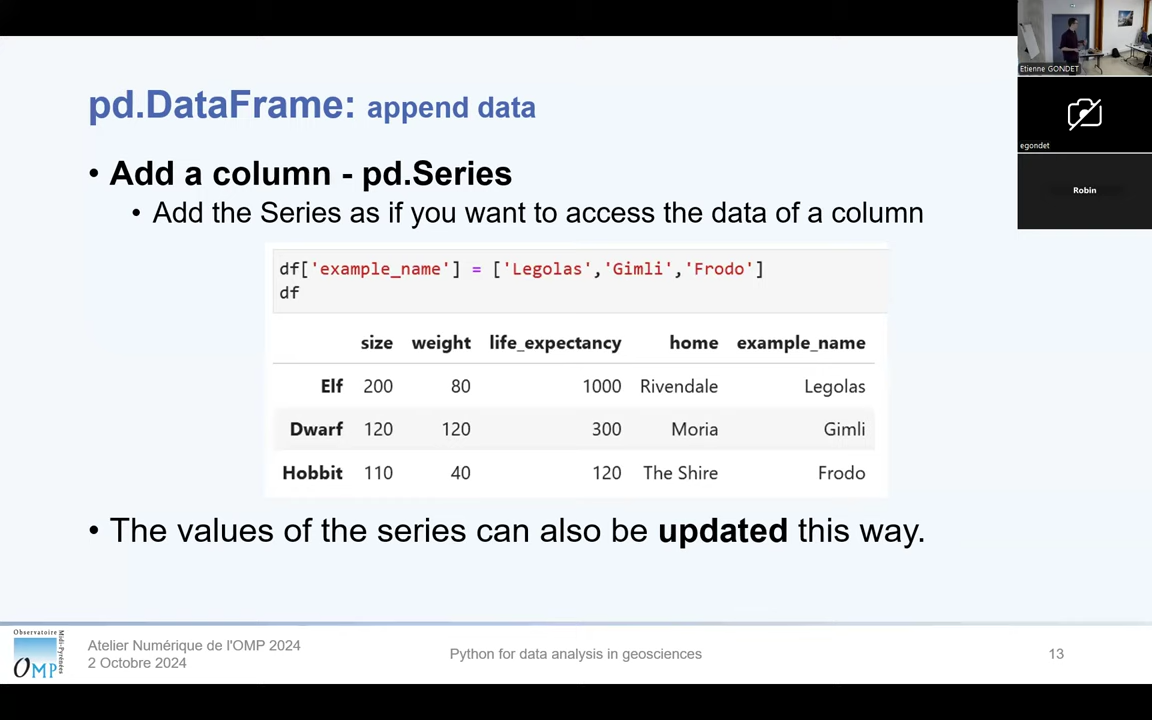 pd.DataFrame: append data
• Add a column - pd.Series
• Add the Series as if you want to access the data of a column
df['example_name'] = ['Legolas','Gimli','Frodo']
df
size weight life_expectancy home example_name
Elf 200 80 1000 Rivendale Legolas
Dwarf 120 120 300 Moria Gimli
Hobbit 110 40 120 The Shire Frodo
• The values of the series can also be updated this way.
Observatoire
Midi-Pyrénées
OMP
Atelier Numérique de l'OMP 2024
2 Octobre 2024
Python for data analysis in geosciences
13
Etienne GONDET
egondet
Robin